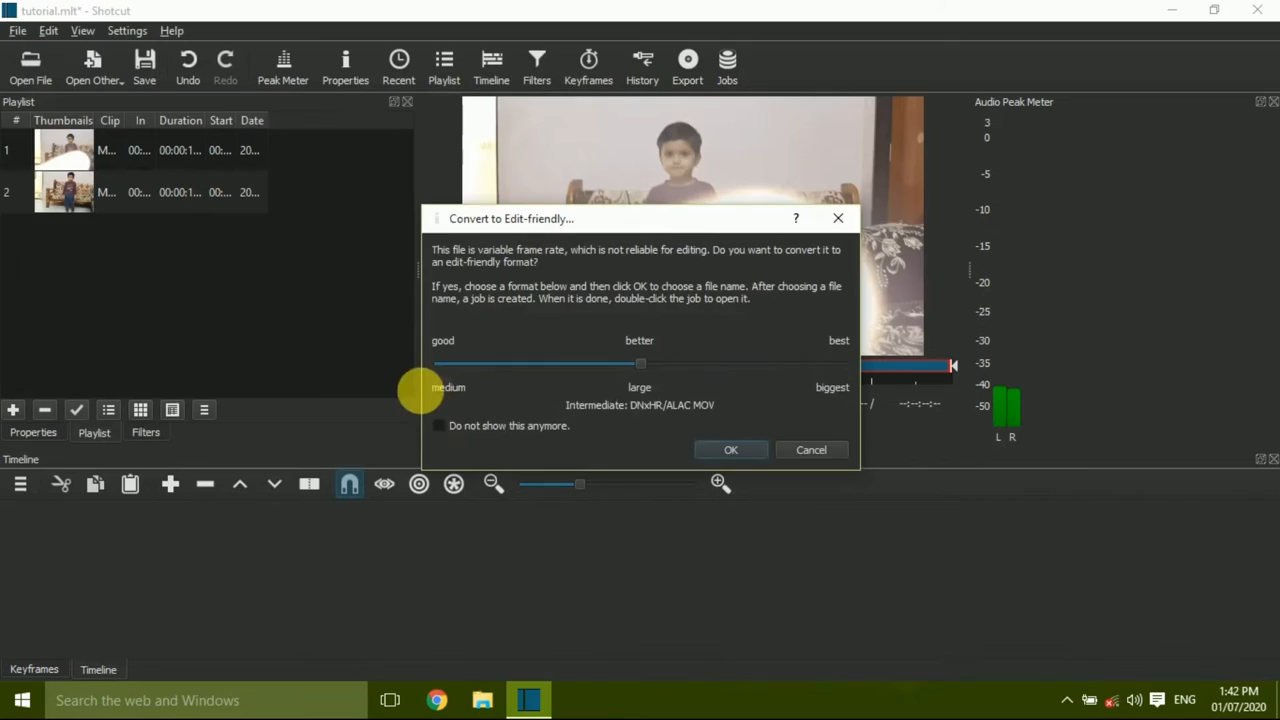 tutorial.mlt* - Shotcut
File Edit View Settings Help
Open File Open Other... Save Undo Redo Peak Meter Properties Recent Playlist Timeline Filters Keyframes History Export Jobs
Playlist
# Thumbnails Clip In Duration Start Date
1 M... 00:... 00:00:1... 00:... 20...
2 M... 00:... 00:00:1... 00:... 20...
Audio Peak Meter
3
0
-5
-10
-15
-20
-25
-30
-35
-40
-50
L R
Convert to Edit-friendly...
?
This file is variable frame rate, which is not reliable for editing. Do you want to convert it to
an edit-friendly format?
If yes, choose a format below and then click OK to choose a file name. After choosing a file
name, a job is created. When it is done, double-click the job to open it.
good better best
medium large biggest
Intermediate: DNxHR/ALAC MOV
Do not show this anymore.
OK Cancel
/ --:--:--:--
Properties Playlist Filters
Timeline
Keyframes Timeline
Search the web and Windows
ENG
1:42 PM
01/07/2020